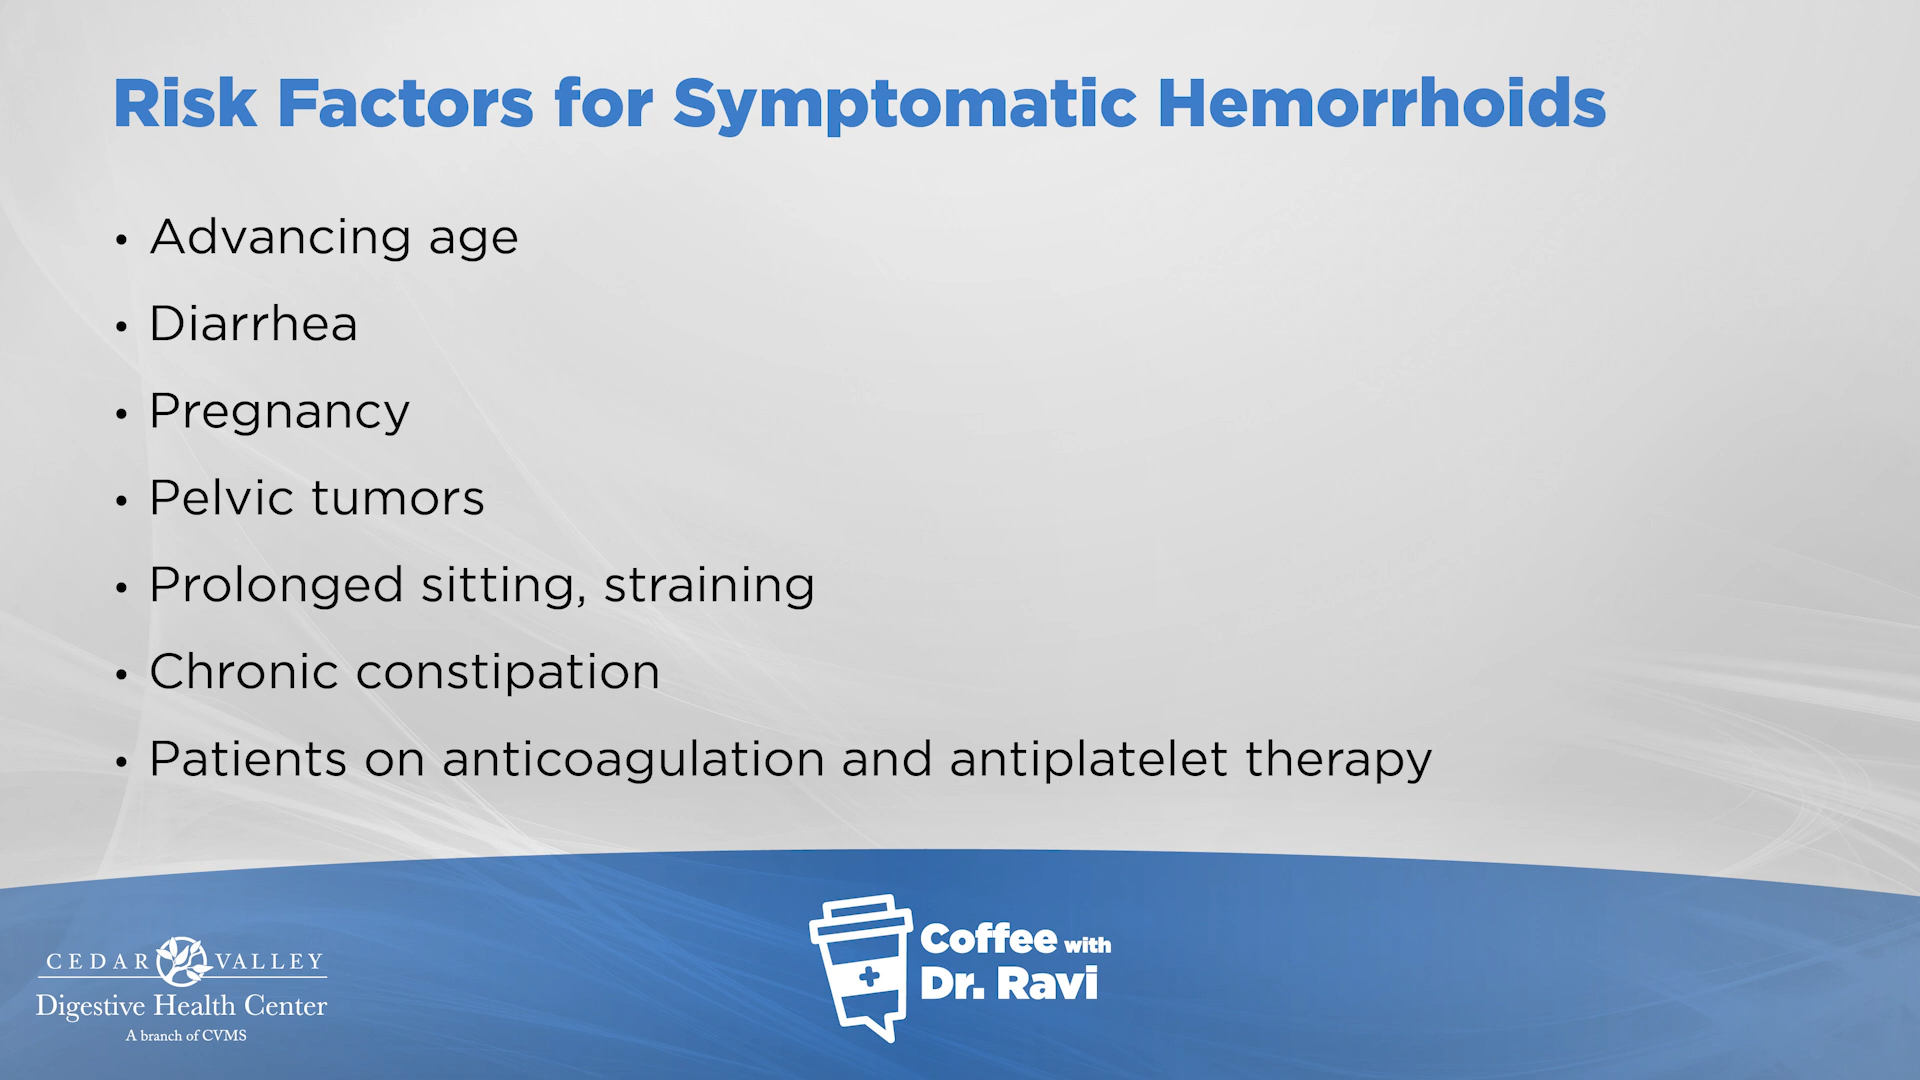 Risk Factors for Symptomatic Hemorrhoids
• Advancing age
• Diarrhea
• Pregnancy
• Pelvic tumors
• Prolonged sitting, straining
• Chronic constipation
• Patients on anticoagulation and antiplatelet therapy
CEDAR VALLEY
Digestive Health Center
A branch of CVMS
Coffee with
Dr. Ravi